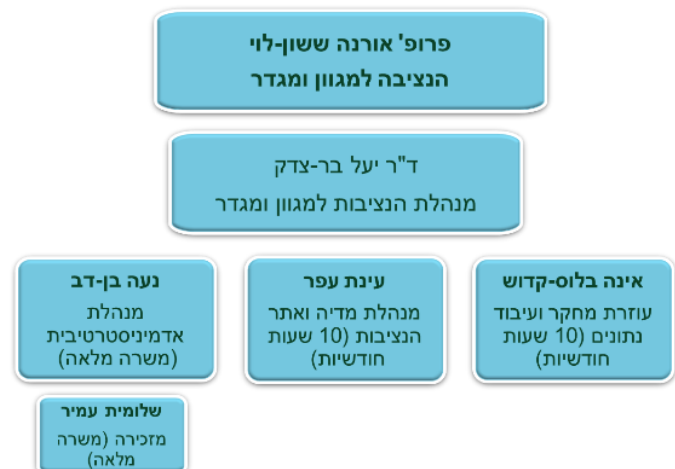 פרופ' אורנה ששון-לוי
הנציבה למגוון ומגדר
ד"ר יעל בר-צדק
מנהלת הנציבות למגוון ומגדר
אינה בלוס-קדוש
עוזרת מחקר ועיבוד
נתונים (10 שעות
חודשיות)
עינת עפר
מנהלת מדיה ואתר
הנציבות (10 שעות
חודשיות)
נעה בן-דב
מנהלת
אדמיניסטרטיבית
(משרה מלאה)
שלומית עמיר
מזכירה (משרה
מלאה)